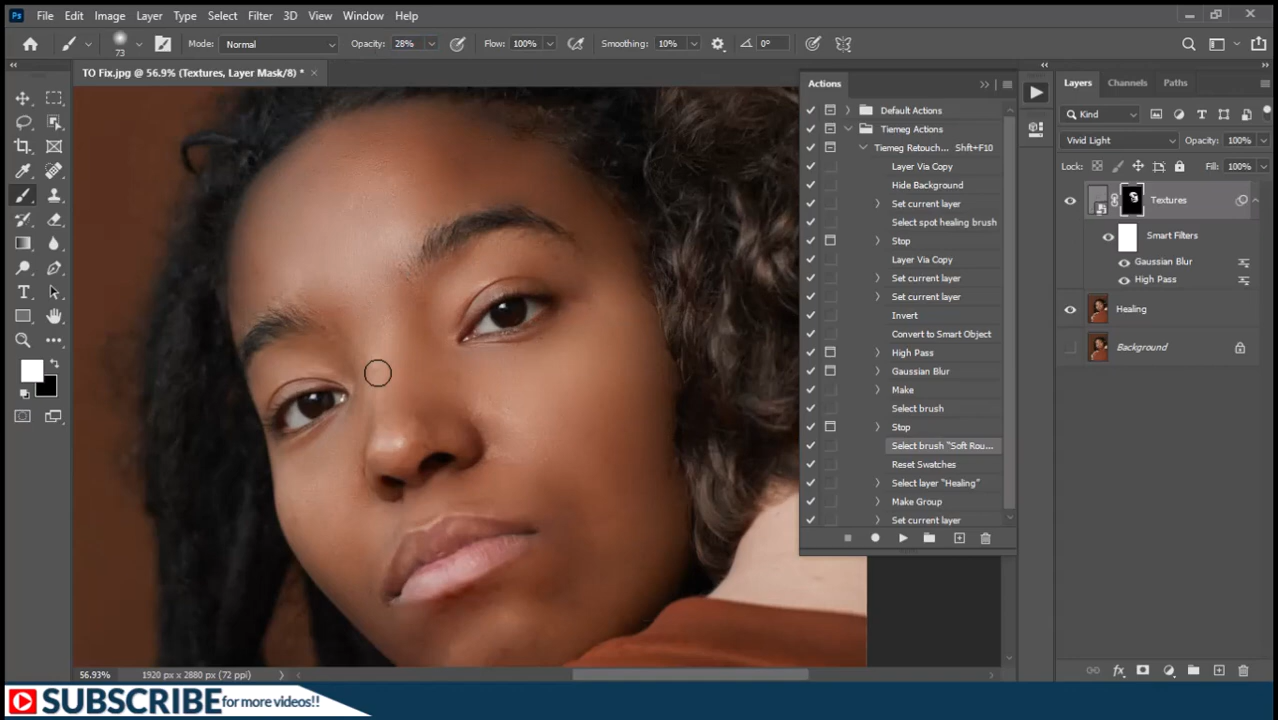 Ps File Edit Image Layer Type Select Filter 3D View Window Help
73 Mode: Normal Opacity: 28% Flow: 100% Smoothing: 10% 0°
TO Fix.jpg @ 56.9% (Textures, Layer Mask/8) *
Actions
Default Actions
Tiemeg Actions
Tiemeg Retouch... Shft+F10
Layer Via Copy
Hide Background
Set current layer
Select spot healing brush
Stop
Layer Via Copy
Set current layer
Set current layer
Invert
Convert to Smart Object
High Pass
Gaussian Blur
Make
Select brush
Stop
Select brush "Soft Rou...
Reset Swatches
Select layer "Healing"
Make Group
Set current layer
Layers Channels Paths
Kind
Vivid Light Opacity: 100%
Lock: Fill: 100%
Textures
Smart Filters
Gaussian Blur
High Pass
Healing
Background
56.93% 1920 px x 2880 px (72 ppi)
SUBSCRIBE for more videos!!